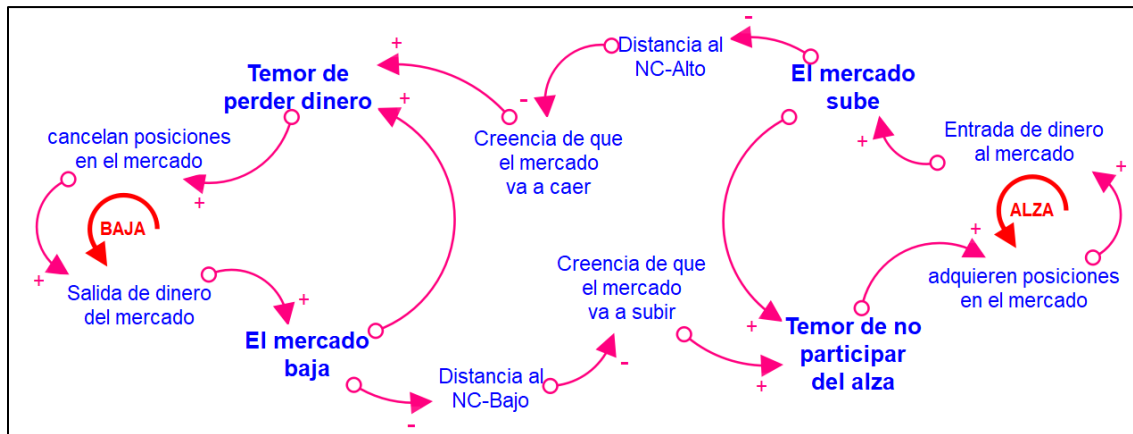 Temor de
perder dinero
cancelan posiciones
en el mercado
BAJA
Salida de dinero
del mercado
El mercado
baja
Distancia al
NC-Bajo
Creencia de que
el mercado
va a subir
Temor de no
participar
del alza
adquieren posiciones
en el mercado
ALZA
Entrada de dinero
al mercado
El mercado
sube
Distancia al
NC-Alto
Creencia de que
el mercado
va a caer
+
+
+
+
+
-
-
+
+
+
+
+
-
-